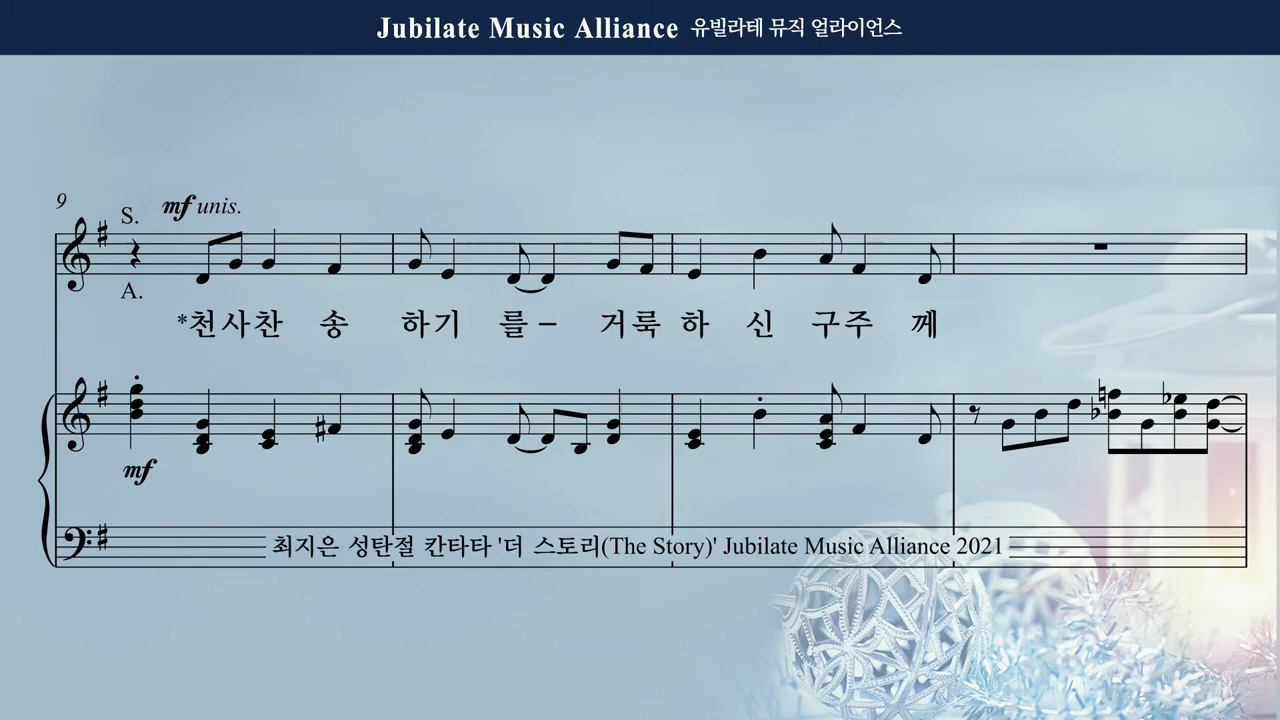 Jubilate Music Alliance 유빌라테 뮤직 얼라이언스
9
S. mf unis.
A.
*천사찬 송 하기 를– 거룩 하 신 구주 께
mf
최지은 성탄절 칸타타 '더 스토리(The Story)' Jubilate Music Alliance 2021